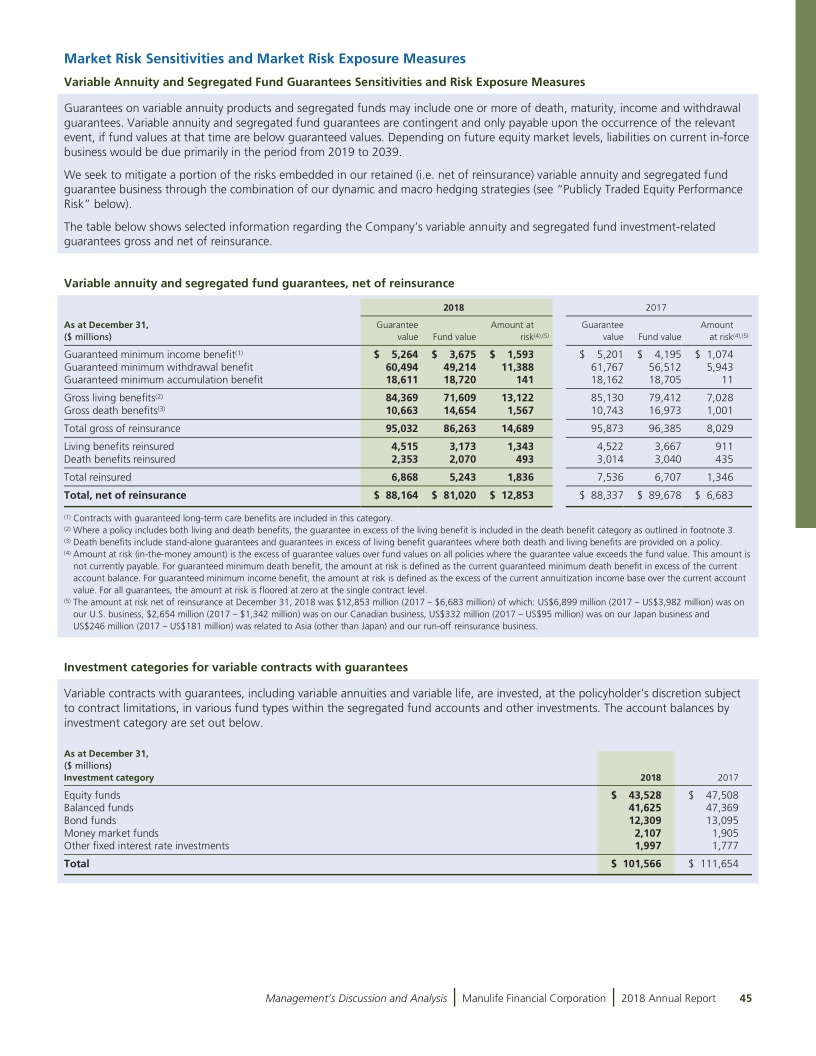 Market Risk Sensitivities and Market Risk Exposure Measures
Variable Annuity and Segregated Fund Guarantees Sensitivities and Risk Exposure Measures
Guarantees on variable annuity products and segregated funds may include one or more of death, maturity, income and withdrawal
guarantees. Variable annuity and segregated fund guarantees are contingent and only payable upon the occurrence of the relevant
event, if fund values at that time are below guaranteed values. Depending on future equity market levels, liabilities on current in-force
business would be due primarily in the period from 2019 to 2039.
We seek to mitigate a portion of the risks embedded in our retained (i.e. net of reinsurance) variable annuity and segregated fund
guarantee business through the combination of our dynamic and macro hedging strategies (see “Publicly Traded Equity Performance
Risk” below).
The table below shows selected information regarding the Company’s variable annuity and segregated fund investment-related
guarantees gross and net of reinsurance.
Variable annuity and segregated fund guarantees, net of reinsurance
2018 2017
As at December 31, Guarantee Amount at Guarantee Amount
($ millions) value Fund value risk(4),(5) value Fund value at risk(4),(5)
Guaranteed minimum income benefit(1) $ 5,264 $ 3,675 $ 1,593 $ 5,201 $ 4,195 $ 1,074
Guaranteed minimum withdrawal benefit 60,494 49,214 11,388 61,767 56,512 5,943
Guaranteed minimum accumulation benefit 18,611 18,720 141 18,162 18,705 11
Gross living benefits(2) 84,369 71,609 13,122 85,130 79,412 7,028
Gross death benefits(3) 10,663 14,654 1,567 10,743 16,973 1,001
Total gross of reinsurance 95,032 86,263 14,689 95,873 96,385 8,029
Living benefits reinsured 4,515 3,173 1,343 4,522 3,667 911
Death benefits reinsured 2,353 2,070 493 3,014 3,040 435
Total reinsured 6,868 5,243 1,836 7,536 6,707 1,346
Total, net of reinsurance $ 88,164 $ 81,020 $ 12,853 $ 88,337 $ 89,678 $ 6,683
(1) Contracts with guaranteed long-term care benefits are included in this category.
(2) Where a policy includes both living and death benefits, the guarantee in excess of the living benefit is included in the death benefit category as outlined in footnote 3.
(3) Death benefits include stand-alone guarantees and guarantees in excess of living benefit guarantees where both death and living benefits are provided on a policy.
(4) Amount at risk (in-the-money amount) is the excess of guarantee values over fund values on all policies where the guarantee value exceeds the fund value. This amount is
not currently payable. For guaranteed minimum death benefit, the amount at risk is defined as the current guaranteed minimum death benefit in excess of the current
account balance. For guaranteed minimum income benefit, the amount at risk is defined as the excess of the current annuitization income base over the current account
value. For all guarantees, the amount at risk is floored at zero at the single contract level.
(5) The amount at risk net of reinsurance at December 31, 2018 was $12,853 million (2017 – $6,683 million) of which: US$6,899 million (2017 – US$3,982 million) was on
our U.S. business, $2,654 million (2017 – $1,342 million) was on our Canadian business, US$332 million (2017 – US$95 million) was on our Japan business and
US$246 million (2017 – US$181 million) was related to Asia (other than Japan) and our run-off reinsurance business.
Investment categories for variable contracts with guarantees
Variable contracts with guarantees, including variable annuities and variable life, are invested, at the policyholder’s discretion subject
to contract limitations, in various fund types within the segregated fund accounts and other investments. The account balances by
investment category are set out below.
As at December 31,
($ millions)
Investment category 2018 2017
Equity funds $ 43,528 $ 47,508
Balanced funds 41,625 47,369
Bond funds 12,309 13,095
Money market funds 2,107 1,905
Other fixed interest rate investments 1,997 1,777
Total $ 101,566 $ 111,654
Management’s Discussion and Analysis | Manulife Financial Corporation | 2018 Annual Report 45